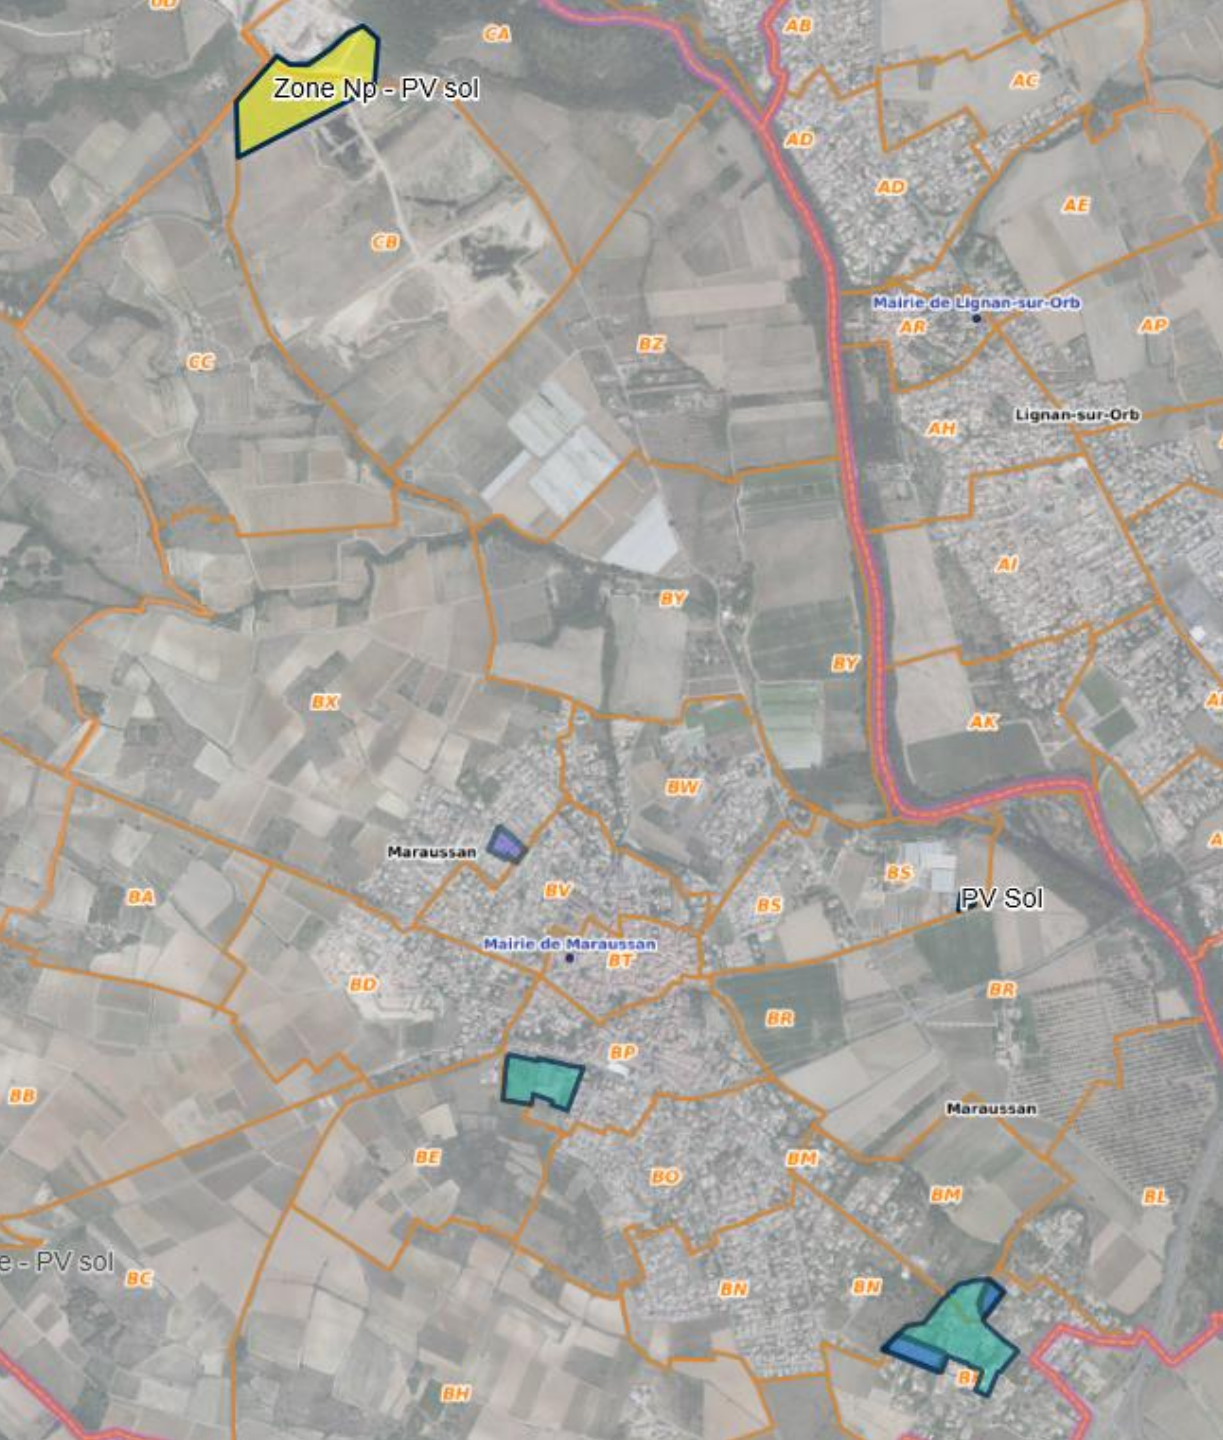 CA
AB
AC
Zone Np - PV sol
AD
AD
AE
CB
Mairie de Lignan-sur-Orb
AR
AP
BZ
CC
Lignan-sur-Orb
AH
AI
BY
BY
BX
AK
BW
Maraussan
BV
BS
BA
PV Sol
BS
Mairie de Maraussan
BT
BD
BR
BR
BP
BB
Maraussan
BE
BM
BO
BM
BL
e - PV sol
BC
BN
BN
BH